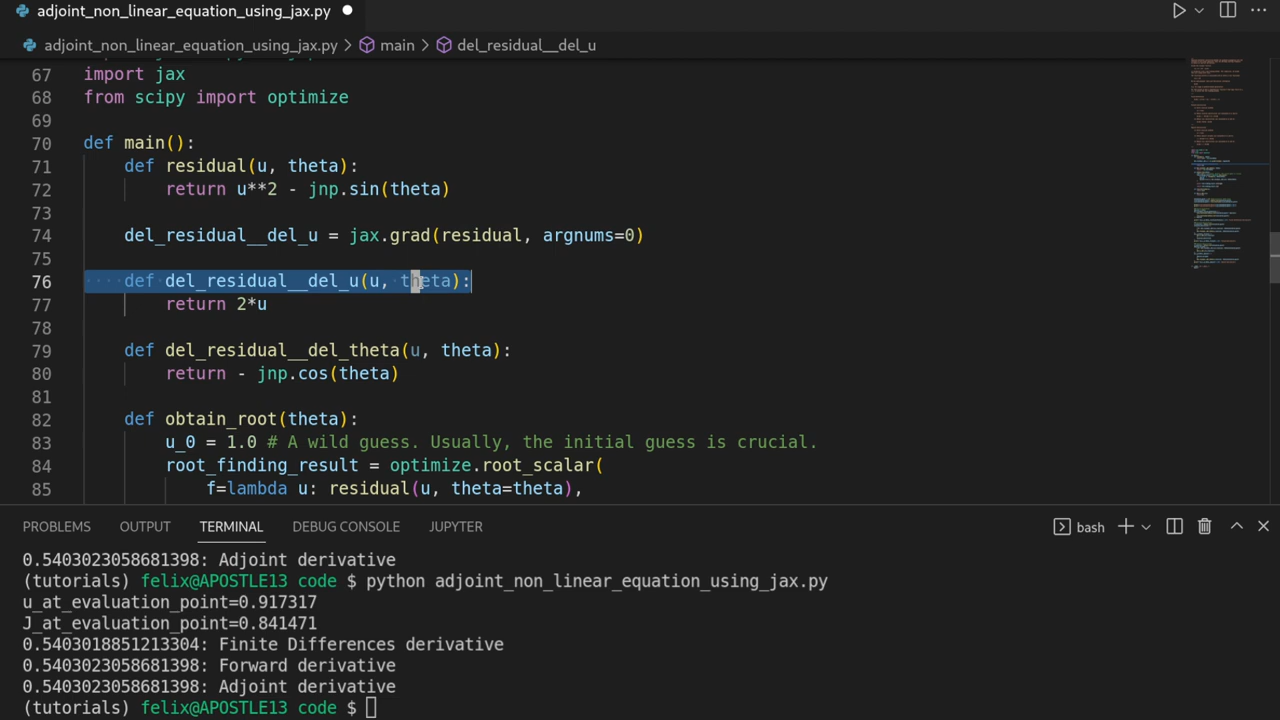 adjoint_non_linear_equation_using_jax.py
adjoint_non_linear_equation_using_jax.py > main > del_residual__del_u
67 import jax
68 from scipy import optimize
69
70 def main():
71 def residual(u, theta):
72 return u**2 - jnp.sin(theta)
73
74 del_residual__del_u = jax.grad(residual, argnums=0)
75
76 def del_residual__del_u(u, theta):
77 return 2*u
78
79 def del_residual__del_theta(u, theta):
80 return - jnp.cos(theta)
81
82 def obtain_root(theta):
83 u_0 = 1.0 # A wild guess. Usually, the initial guess is crucial.
84 root_finding_result = optimize.root_scalar(
85 f=lambda u: residual(u, theta=theta),
PROBLEMS OUTPUT TERMINAL DEBUG CONSOLE JUPYTER bash
0.5403023058681398: Adjoint derivative
(tutorials) felix@APOSTLE13 code $ python adjoint_non_linear_equation_using_jax.py
u_at_evaluation_point=0.917317
J_at_evaluation_point=0.841471
0.5403018851213304: Finite Differences derivative
0.5403023058681398: Forward derivative
0.5403023058681398: Adjoint derivative
(tutorials) felix@APOSTLE13 code $